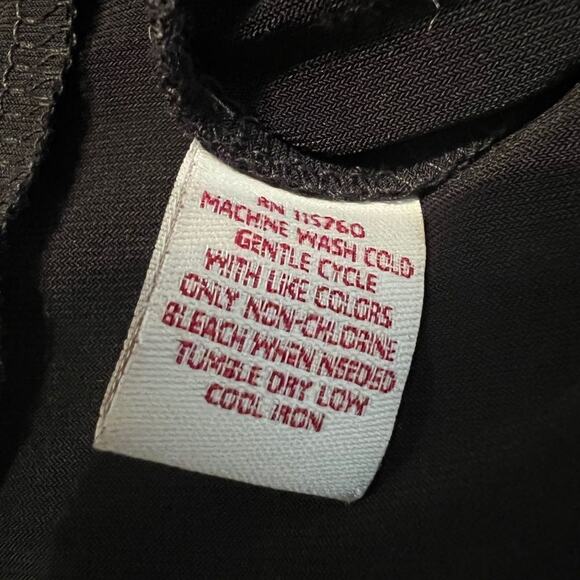 RN 115760
MACHINE WASH COLD
GENTLE CYCLE
WITH LIKE COLORS
ONLY NON-CHLORINE
BLEACH WHEN NEEDED
TUMBLE DRY LOW
COOL IRON